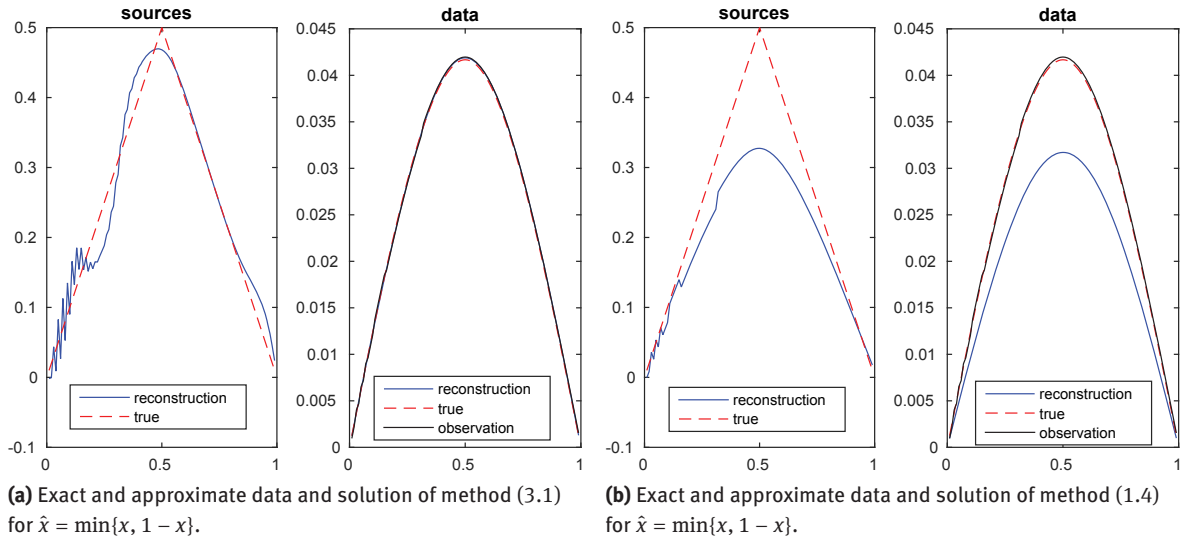 sources
0.5
0.4
0.3
0.2
0.1
0
-0.1
0
0.5
1
reconstruction
true
data
0.045
0.04
0.035
0.03
0.025
0.02
0.015
0.01
0.005
0
0
0.5
1
reconstruction
true
observation
(a) Exact and approximate data and solution of method (3.1)
for x̂ = min{x, 1 − x}.
sources
0.5
0.4
0.3
0.2
0.1
0
-0.1
0
0.5
1
reconstruction
true
data
0.045
0.04
0.035
0.03
0.025
0.02
0.015
0.01
0.005
0
0
0.5
1
reconstruction
true
observation
(b) Exact and approximate data and solution of method (1.4)
for x̂ = min{x, 1 − x}.